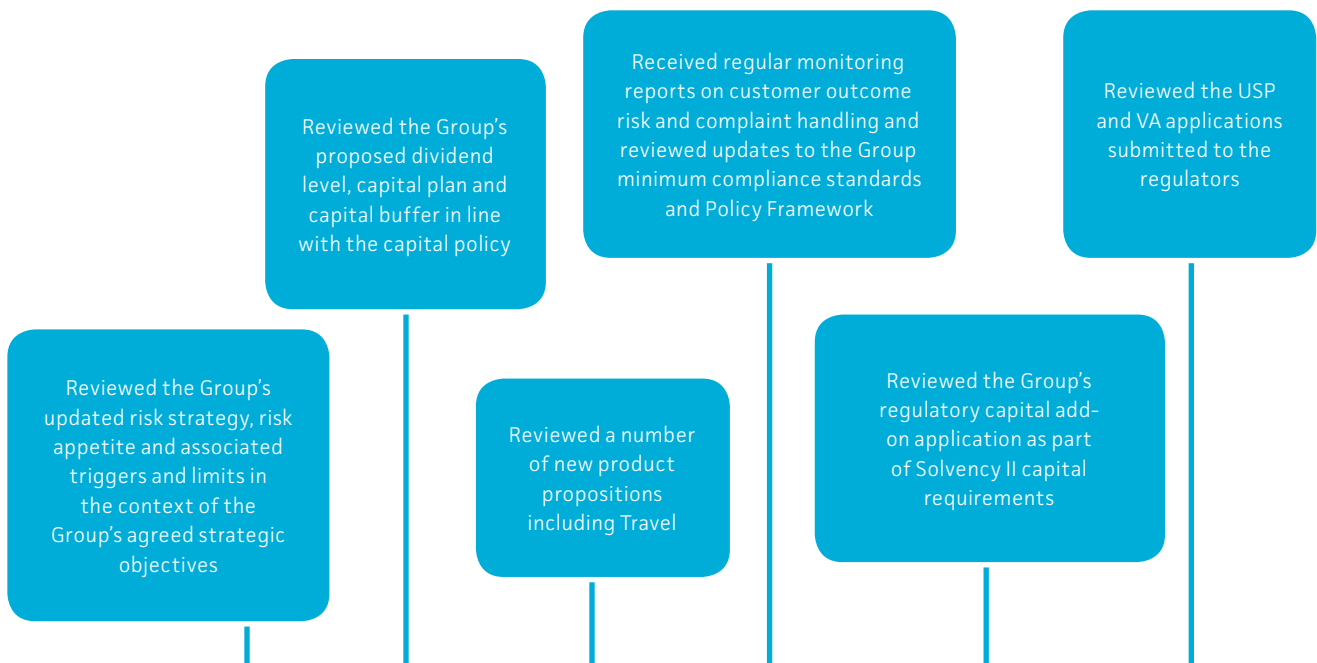 Reviewed the Group's
updated risk strategy, risk
appetite and associated
triggers and limits in
the context of the
Group's agreed strategic
objectives
Reviewed the Group's
proposed dividend
level, capital plan and
capital buffer in line
with the capital policy
Reviewed a number
of new product
propositions
including Travel
Received regular monitoring
reports on customer outcome
risk and complaint handling and
reviewed updates to the Group
minimum compliance standards
and Policy Framework
Reviewed the Group's
regulatory capital add-
on application as part
of Solvency II capital
requirements
Reviewed the USP
and VA applications
submitted to the
regulators